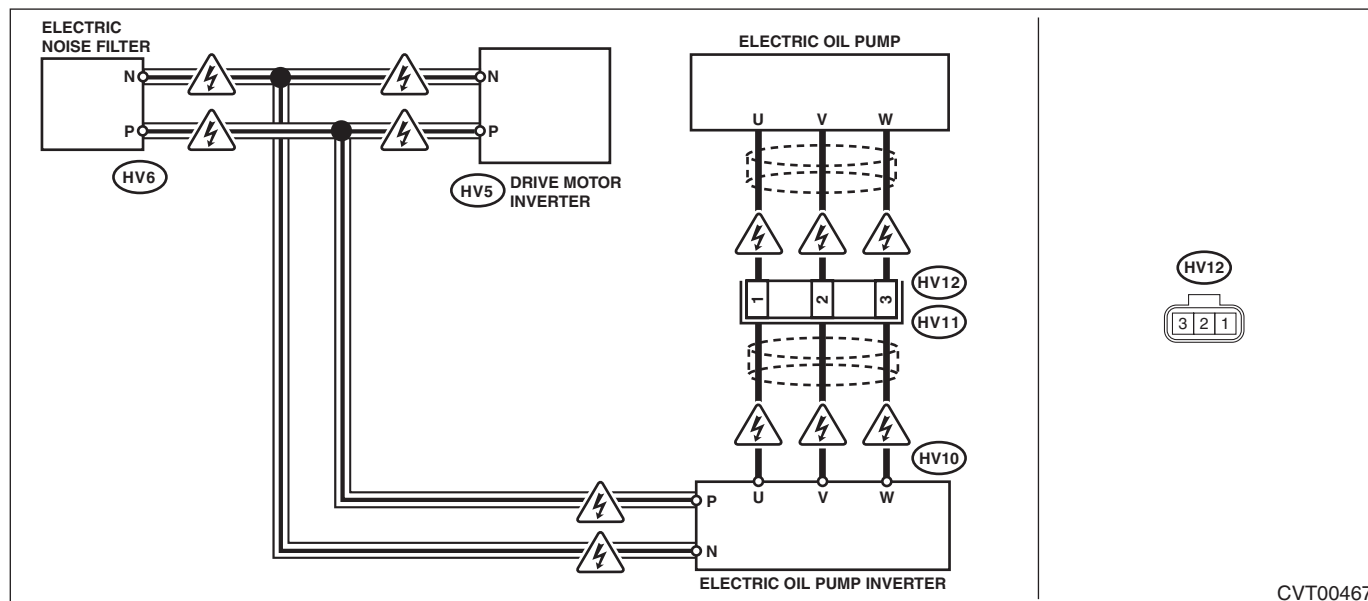 ELECTRIC
NOISE FILTER
N
N
P
P
HV6
HV5
DRIVE MOTOR
INVERTER
ELECTRIC OIL PUMP
U V W
1 2 3
HV12
HV11
HV10
U V W
P
N
ELECTRIC OIL PUMP INVERTER
HV12
3 2 1
CVT00467